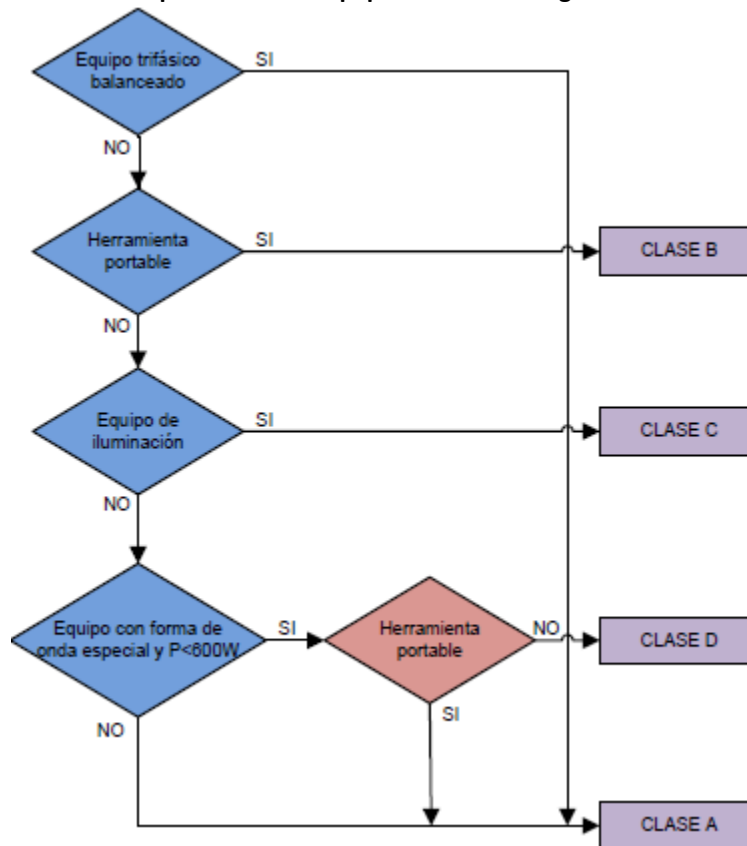 Equipo trifásico
balanceado
SI
NO
Herramienta
portable
SI
CLASE B
NO
Equipo de
iluminación
SI
CLASE C
NO
Equipo con forma de
onda especial y P<600W
SI
Herramienta
portable
NO
CLASE D
NO
SI
CLASE A